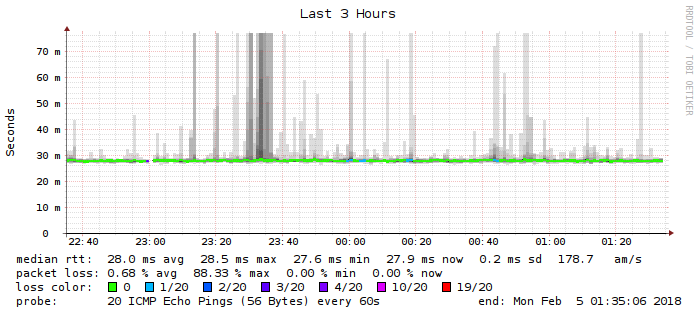 Last 3 Hours
RRDTOOL / TOBI OETIKER
Seconds
70 m
60 m
50 m
40 m
30 m
20 m
10 m
0
22:40 23:00 23:20 23:40 00:00 00:20 00:40 01:00 01:20
median rtt: 28.0 ms avg 28.5 ms max 27.6 ms min 27.9 ms now 0.2 ms sd 178.7 am/s
packet loss: 0.68 % avg 88.33 % max 0.00 % min 0.00 % now
loss color: 0 1/20 2/20 3/20 4/20 10/20 19/20
probe: 20 ICMP Echo Pings (56 Bytes) every 60s end: Mon Feb 5 01:35:06 2018